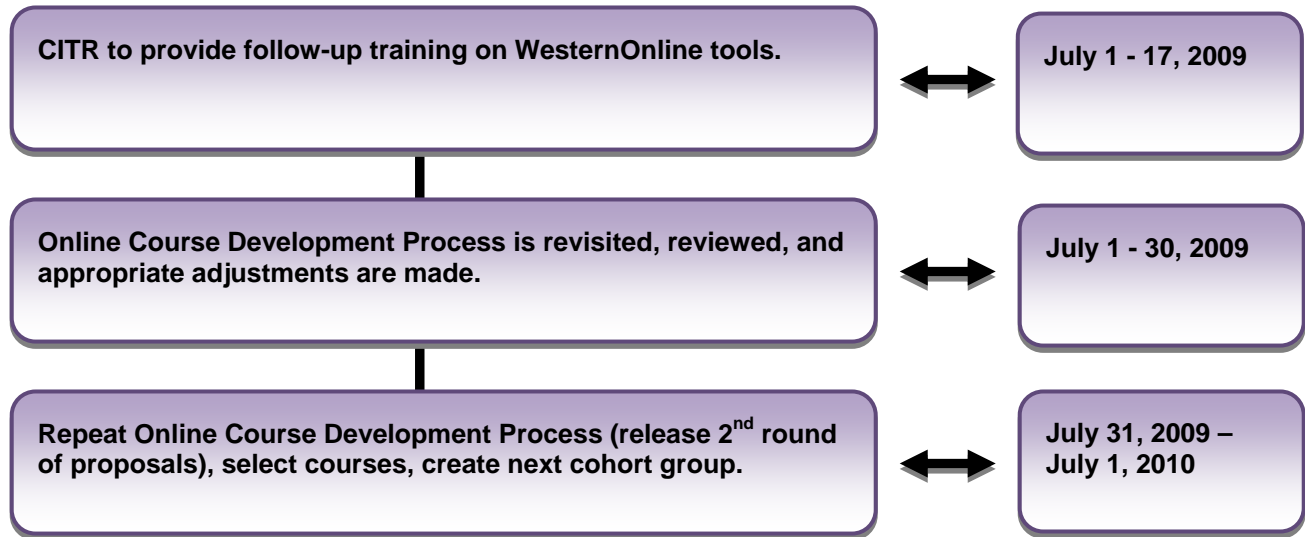 CITR to provide follow-up training on WesternOnline tools.
July 1 - 17, 2009
Online Course Development Process is revisited, reviewed, and
appropriate adjustments are made.
July 1 - 30, 2009
Repeat Online Course Development Process (release 2nd round
of proposals), select courses, create next cohort group.
July 31, 2009 –
July 1, 2010